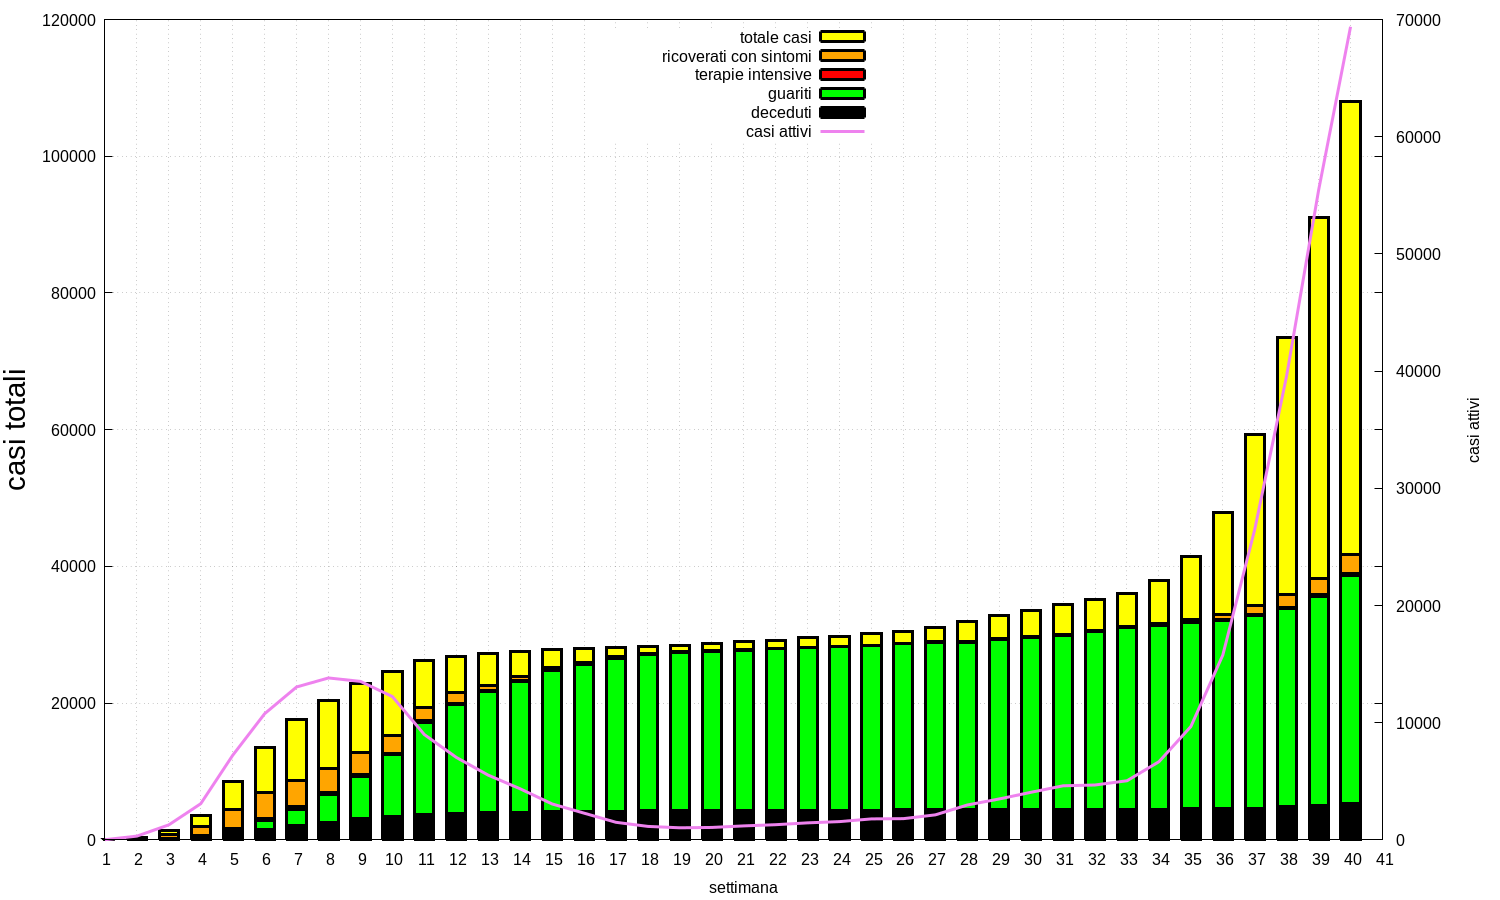 totale casi
ricoverati con sintomi
terapie intensive
guariti
deceduti
casi attivi
120000
100000
80000
60000
40000
20000
0
casi totali
70000
60000
50000
40000
30000
20000
10000
0
casi attivi
1 2 3 4 5 6 7 8 9 10 11 12 13 14 15 16 17 18 19 20 21 22 23 24 25 26 27 28 29 30 31 32 33 34 35 36 37 38 39 40 41
settimana